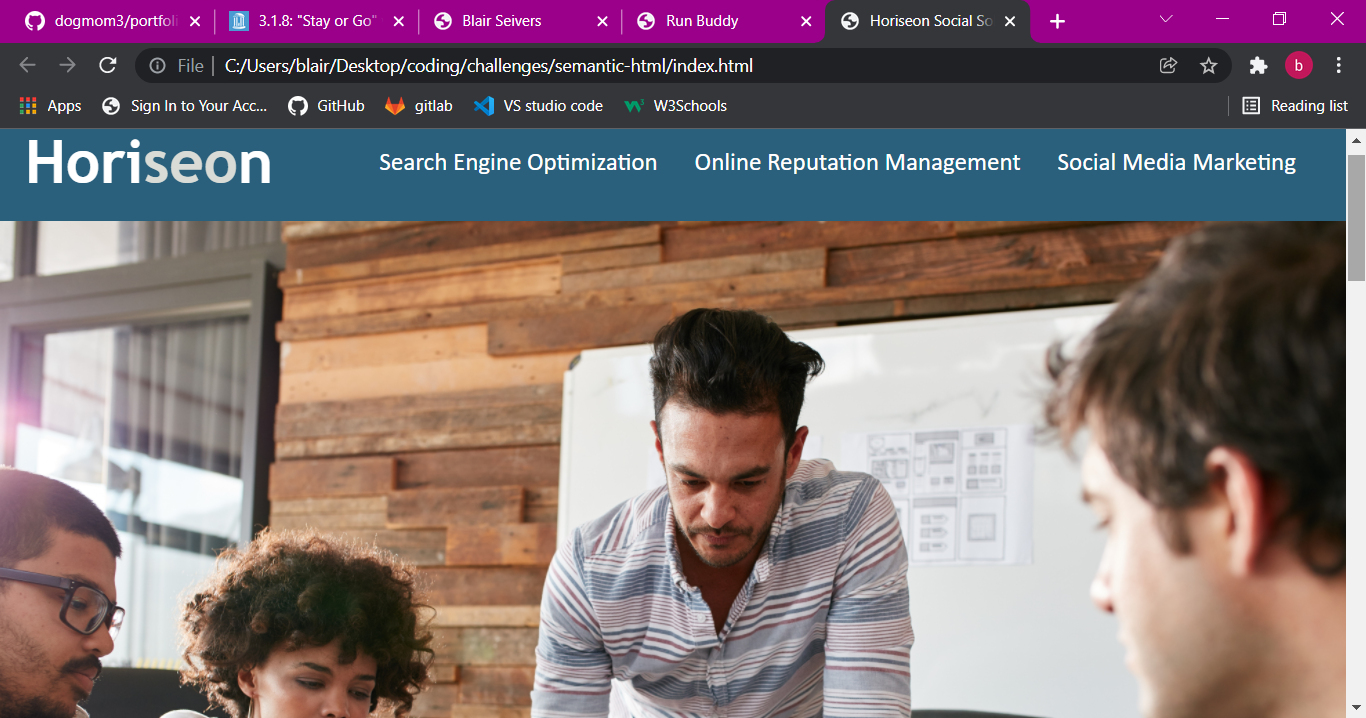 dogmom3/portfoli
3.1.8: "Stay or Go"
Blair Seivers
Run Buddy
Horiseon Social So
File
C:/Users/blair/Desktop/coding/challenges/semantic-html/index.html
b
Apps
Sign In to Your Acc...
GitHub
gitlab
VS studio code
W3Schools
Reading list
Horiseon
Search Engine Optimization
Online Reputation Management
Social Media Marketing